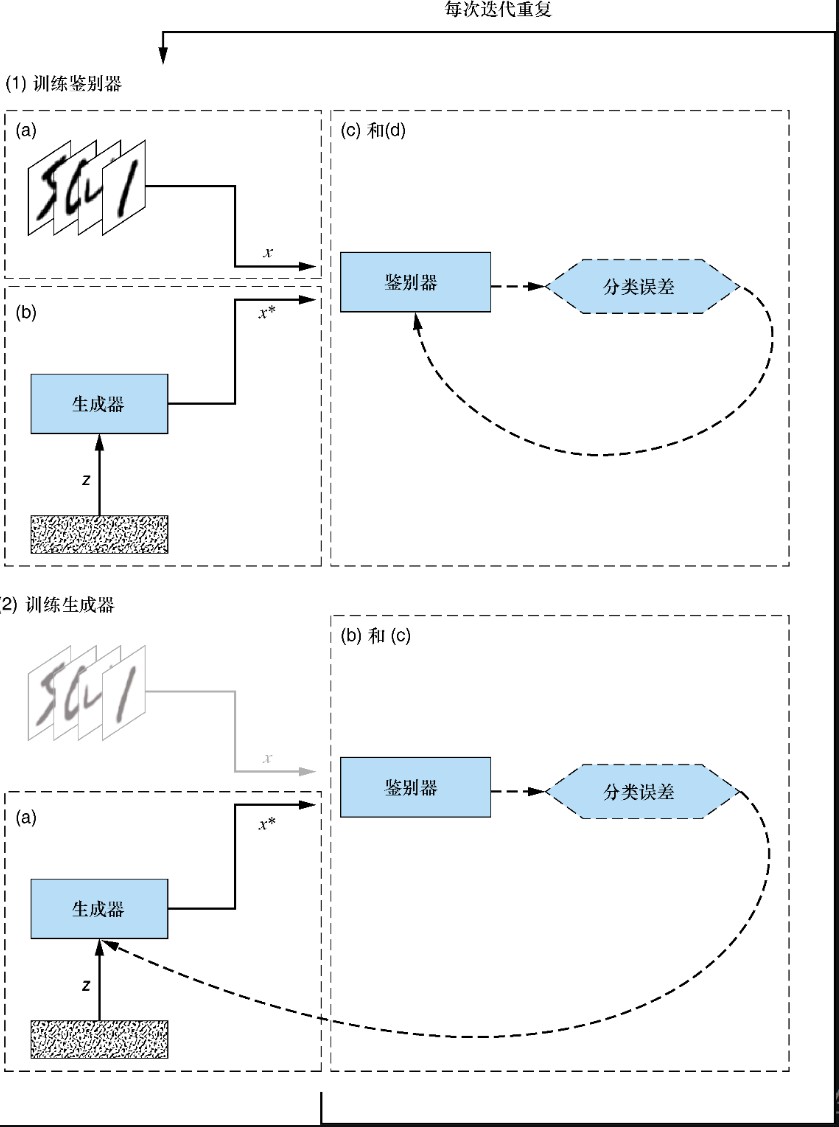 每次迭代重复
(1) 训练鉴别器
(a)
x
(b)
x*
生成器
z
(c) 和(d)
鉴别器
分类误差
2) 训练生成器
x
(a)
x*
生成器
z
(b) 和 (c)
鉴别器
分类误差